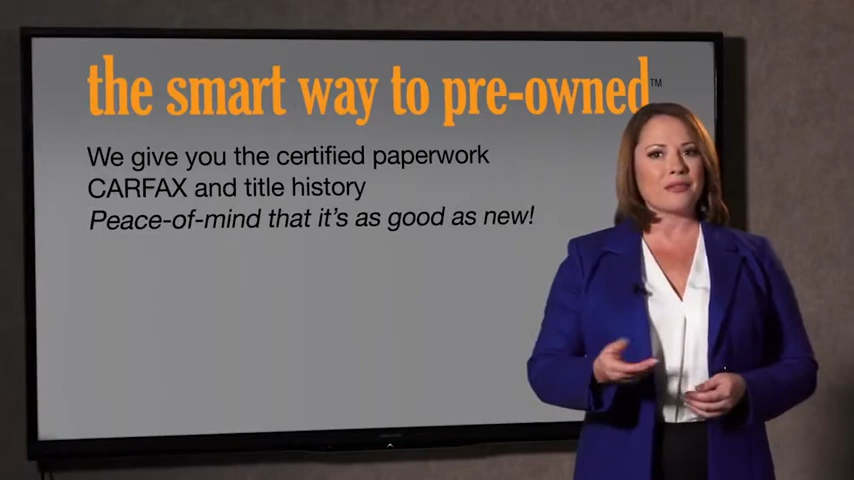 the smart way to pre-owned™
We give you the certified paperwork
CARFAX and title history
Peace-of-mind that it's as good as new!